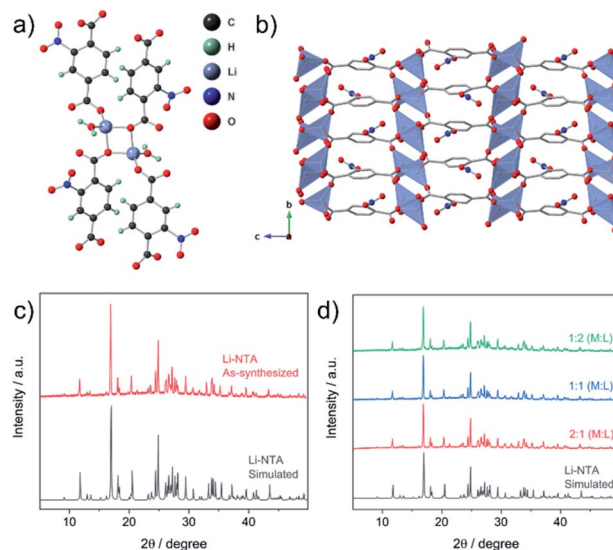 a)
C
H
Li
N
O
b)
b
c
c)
Li-NTA
As-synthesized
Li-NTA
Simulated
Intensity / a.u.
10 20 30 40
2θ / degree
d)
1:2 (M:L)
1:1 (M:L)
2:1 (M:L)
Li-NTA
Simulated
Intensity / a.u.
10 20 30 40
2θ / degree